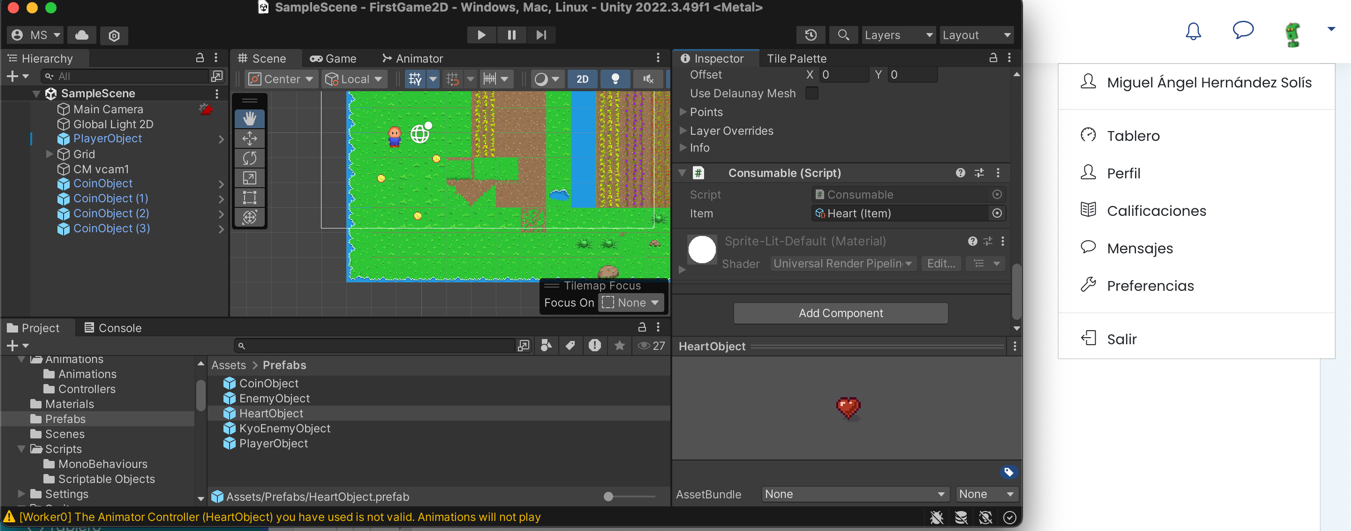 SampleScene - FirstGame2D - Windows, Mac, Linux - Unity 2022.3.49f1 <Metal>
MS
Layers
Layout
Hierarchy
All
SampleScene
Main Camera
Global Light 2D
PlayerObject
Grid
CM vcam1
CoinObject
CoinObject (1)
CoinObject (2)
CoinObject (3)
Scene
Game
Animator
Center
Local
2D
Tilemap Focus
Focus On
None
Inspector
Tile Palette
Offset
X 0
Y 0
Use Delaunay Mesh
Points
Layer Overrides
Info
# Consumable (Script)
Script
Consumable
Item
Heart (Item)
Sprite-Lit-Default (Material)
Shader
Universal Render Pipelin
Edit...
Add Component
HeartObject
AssetBundle
None
None
Project
Console
27
Animations
Animations
Controllers
Materials
Prefabs
Scenes
Scripts
MonoBehaviours
Scriptable Objects
Settings
Assets > Prefabs
CoinObject
EnemyObject
HeartObject
KyoEnemyObject
PlayerObject
Assets/Prefabs/HeartObject.prefab
[Worker0] The Animator Controller (HeartObject) you have used is not valid. Animations will not play
Miguel Ángel Hernández Solís
Tablero
Perfil
Calificaciones
Mensajes
Preferencias
Salir